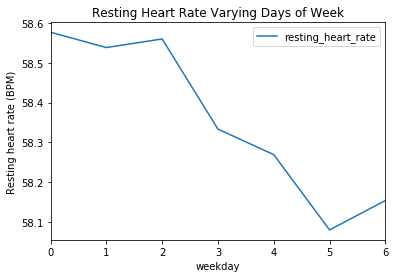 Resting Heart Rate Varying Days of Week
resting_heart_rate
Resting heart rate (BPM)
58.6
58.5
58.4
58.3
58.2
58.1
0 1 2 3 4 5 6
weekday